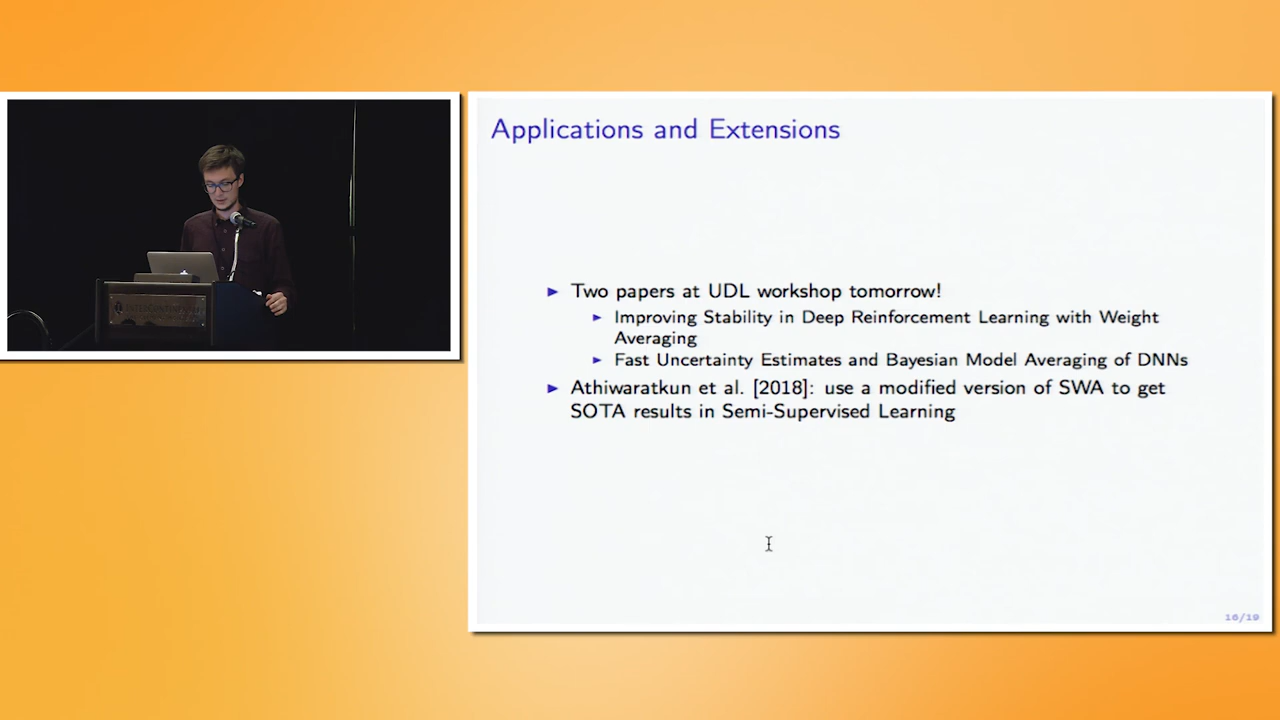 Applications and Extensions
► Two papers at UDL workshop tomorrow!
► Improving Stability in Deep Reinforcement Learning with Weight
Averaging
► Fast Uncertainty Estimates and Bayesian Model Averaging of DNNs
► Athiwaratkun et al. [2018]: use a modified version of SWA to get
SOTA results in Semi-Supervised Learning
16/19